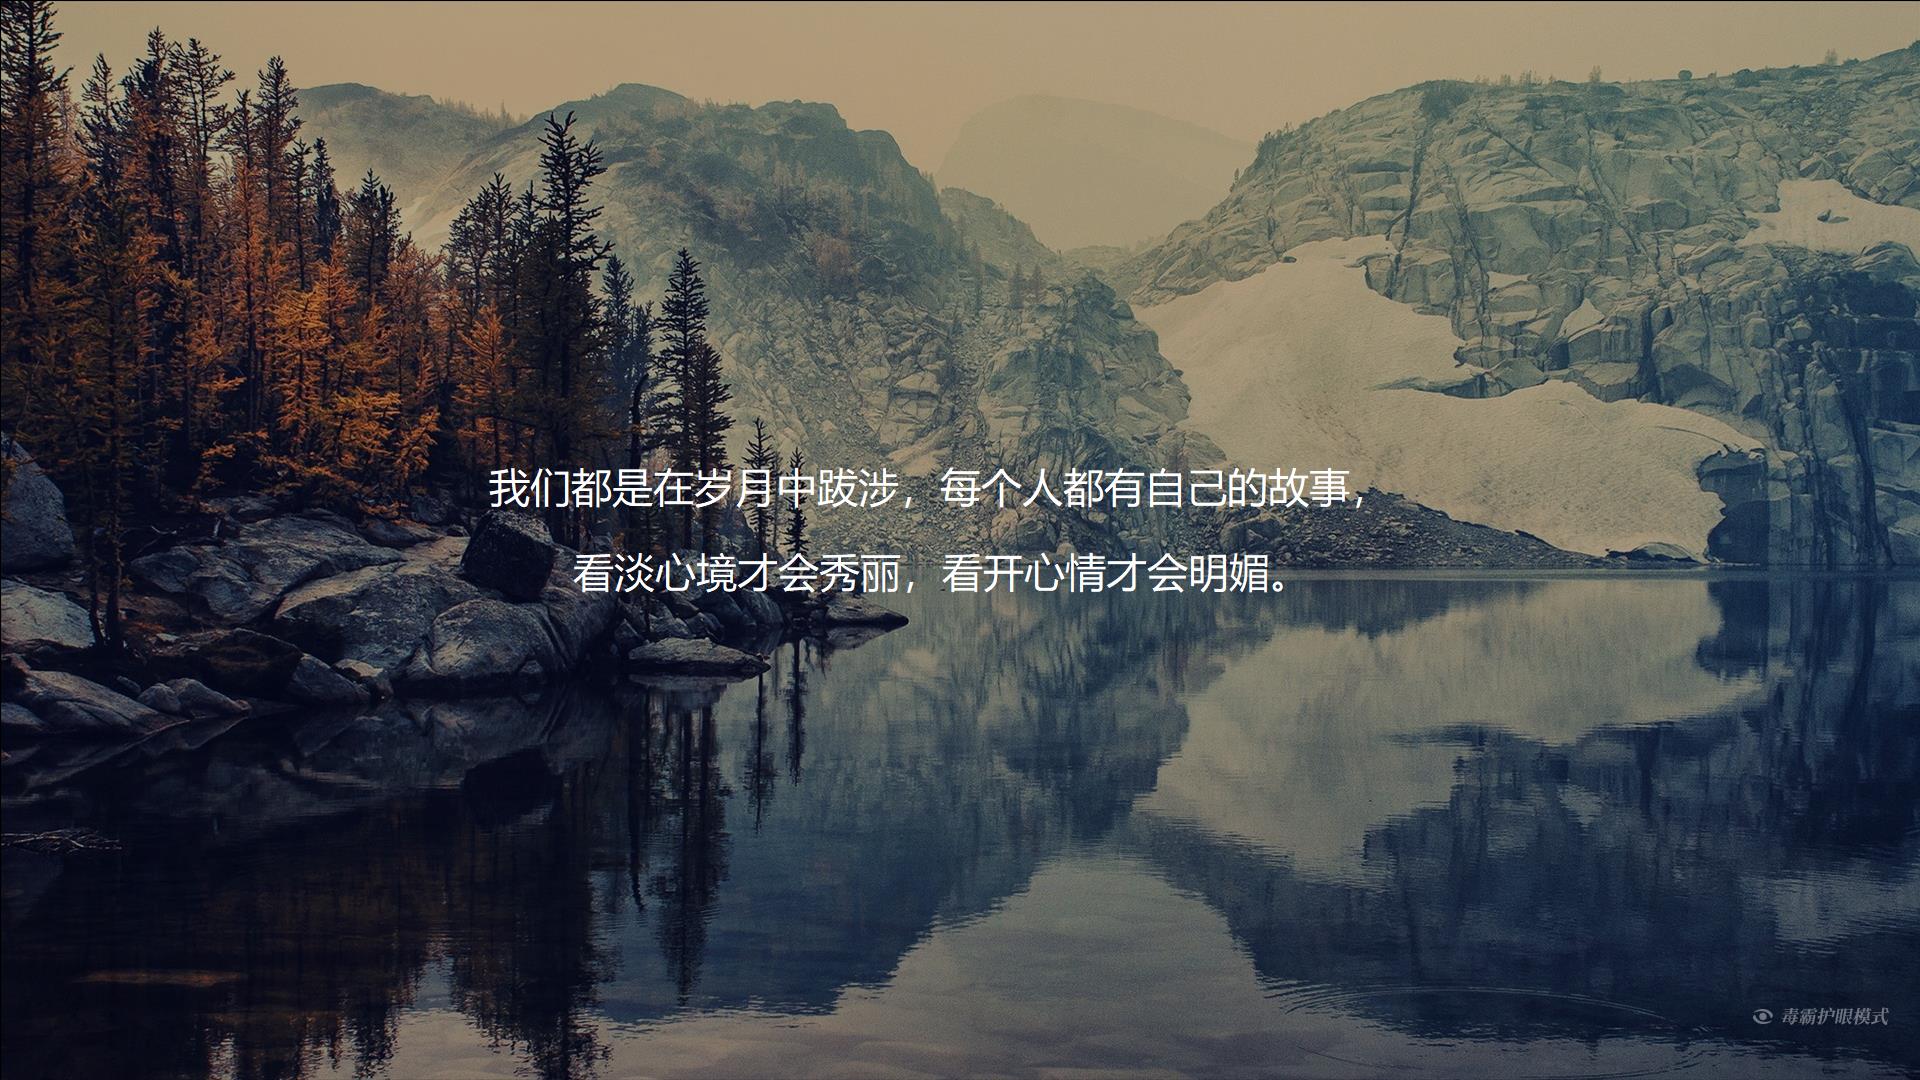 我们都是在岁月中跋涉，每个人都有自己的故事，
看淡心境才会秀丽，看开心情才会明媚。
毒霸护眼模式